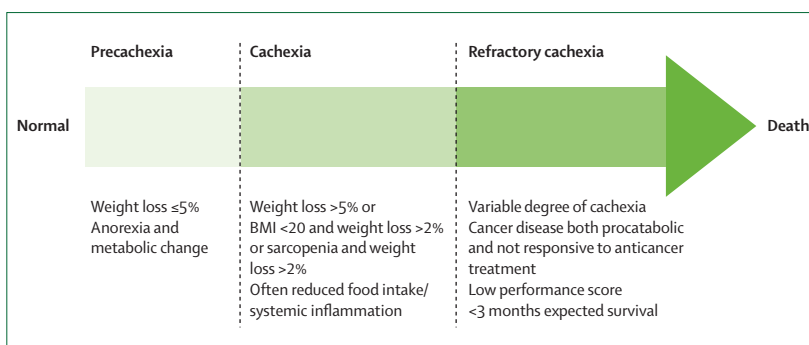 Precachexia
Cachexia
Refractory cachexia
Normal
Death
Weight loss ≤5%
Anorexia and
metabolic change
Weight loss >5% or
BMI <20 and weight loss >2%
or sarcopenia and weight
loss >2%
Often reduced food intake/
systemic inflammation
Variable degree of cachexia
Cancer disease both procatabolic
and not responsive to anticancer
treatment
Low performance score
<3 months expected survival